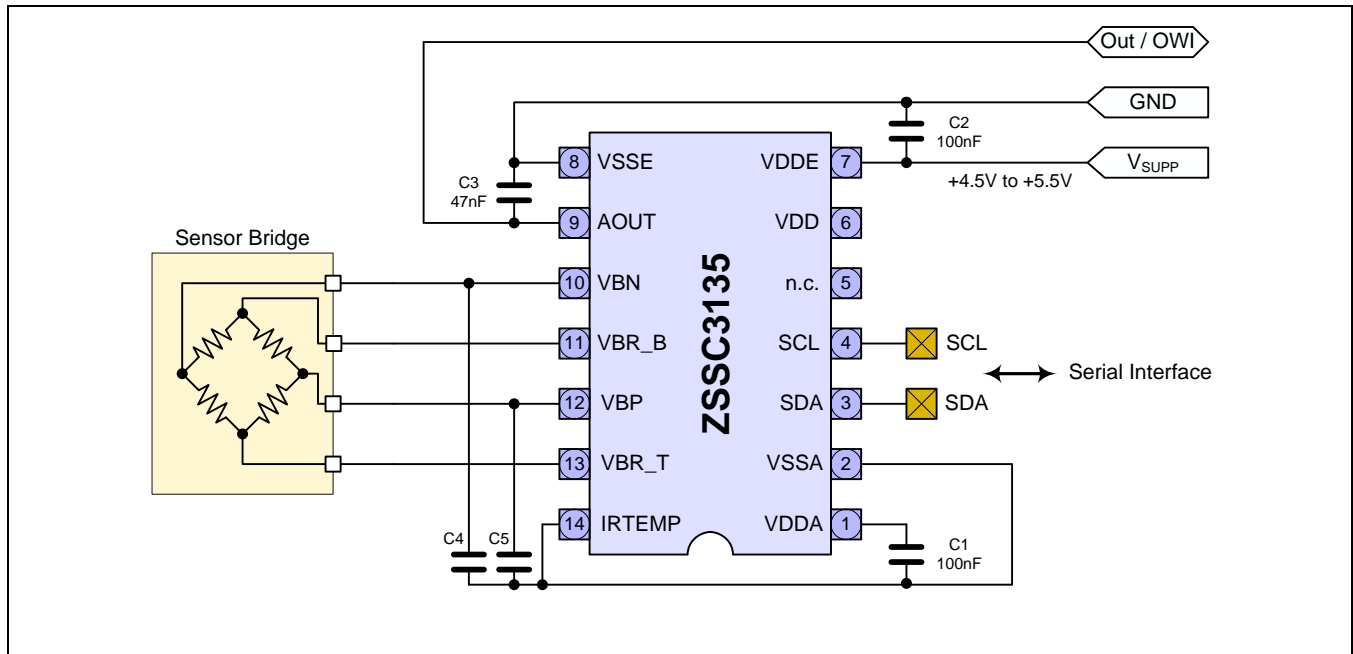 Out / OWI
GND
C2
100nF
V_SUPP
+4.5V to +5.5V
8 VSSE
VDDE 7
C3
47nF
9 AOUT
VDD 6
Sensor Bridge
10 VBN
n.c. 5
11 VBR_B
SCL 4
SCL
Serial Interface
12 VBP
SDA 3
SDA
13 VBR_T
VSSA 2
14 IRTEMP
VDDA 1
ZSSC3135
C4
C5
C1
100nF